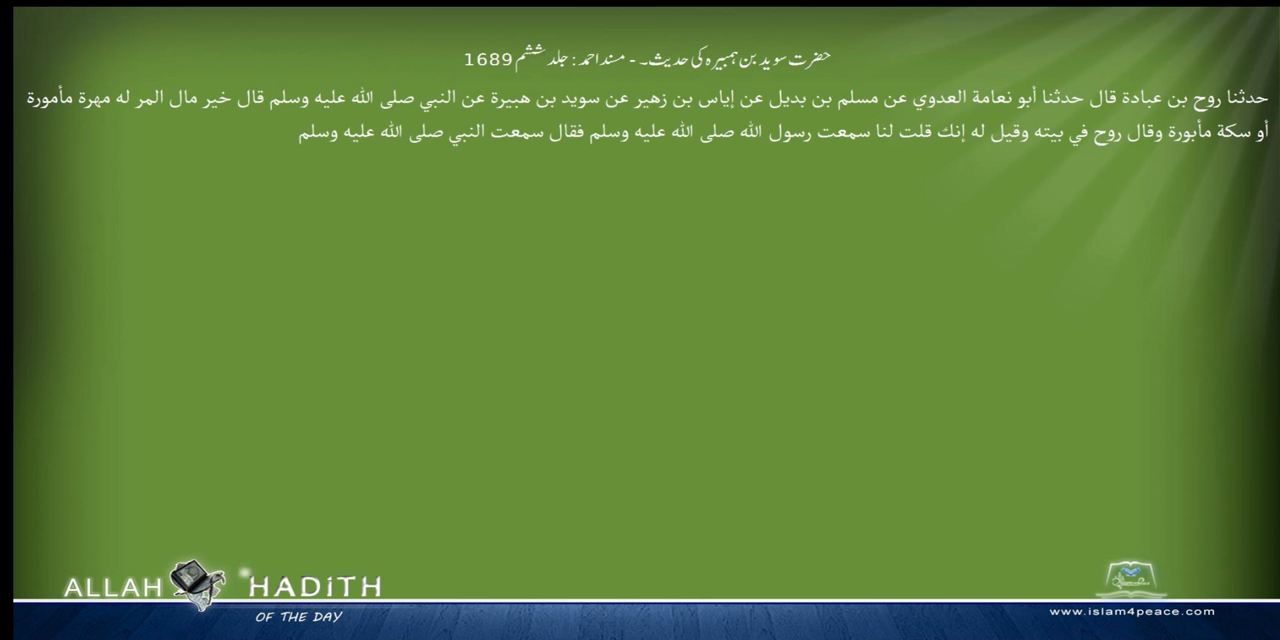 حضرت سوید بن ہمبیرہ کی حدیث۔ - مسند احمد : جلد ششم 1689
حدثنا روح بن عبادة قال حدثنا أبو نعامة العدوي عن مسلم بن بديل عن إياس بن زهير عن سويد بن هبيرة عن النبي صلى الله عليه وسلم قال خير مال المر له مهرة مأمورة
أو سكة مأبورة وقال روح في بيته وقيل له إنك قلت لنا سمعت رسول الله صلى الله عليه وسلم فقال سمعت النبي صلى الله عليه وسلم
ALLAH HADITH
OF THE DAY
www.islam4peace.com